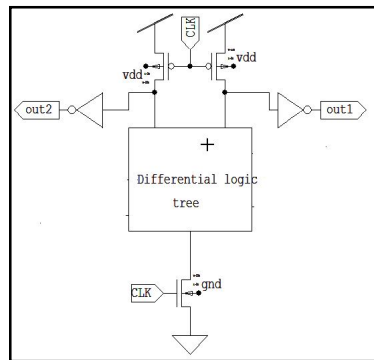 CLK
vdd
vdd
out2
out1
+
Differential logic
tree
gnd
CLK